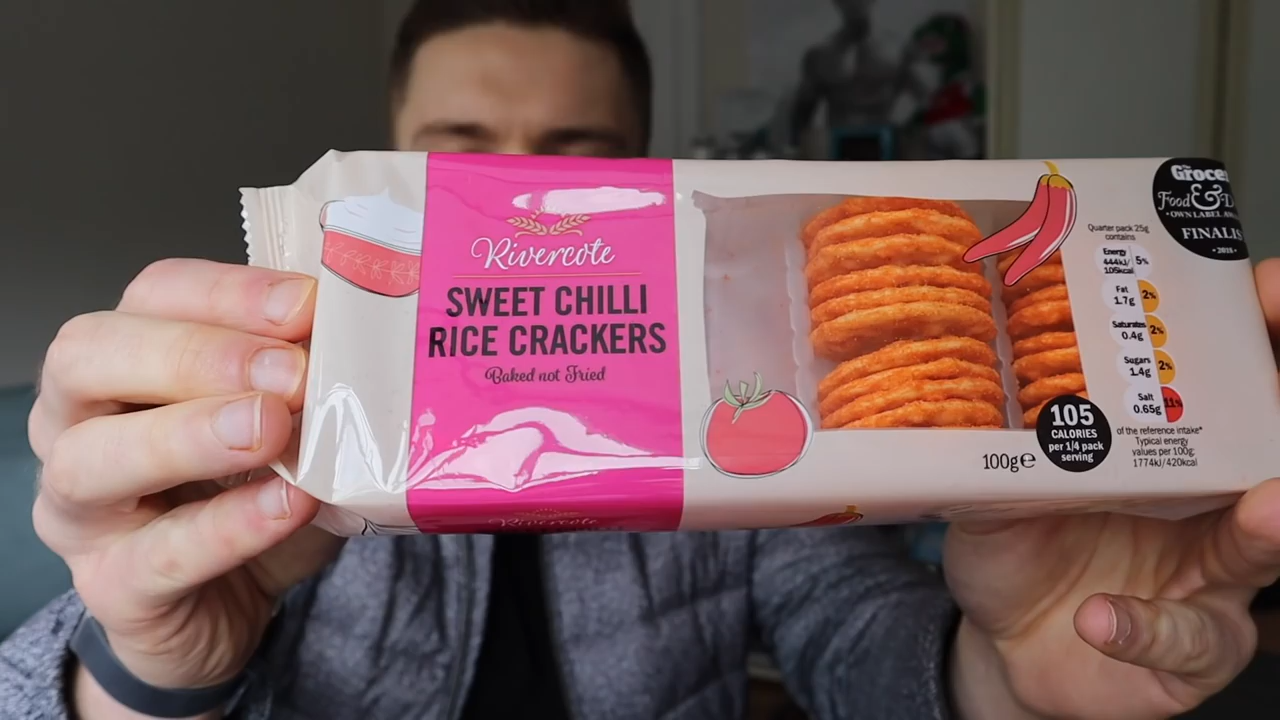 Rivercote
SWEET CHILLI
RICE CRACKERS
Baked not Fried
Rivercote
100g e
105
CALORIES
per 1/4 pack
serving
Quarter pack 25g
contains
Energy
444kJ/
105kcal
5%
Fat
1.7g
2%
Saturates
0.4g
2%
Sugars
1.4g
2%
Salt
0.65g
11%
of the reference intake*
Typical energy
values per 100g:
1774kJ/420kcal
The
Grocer
Food &
OWN LABEL
FINALIS
2018